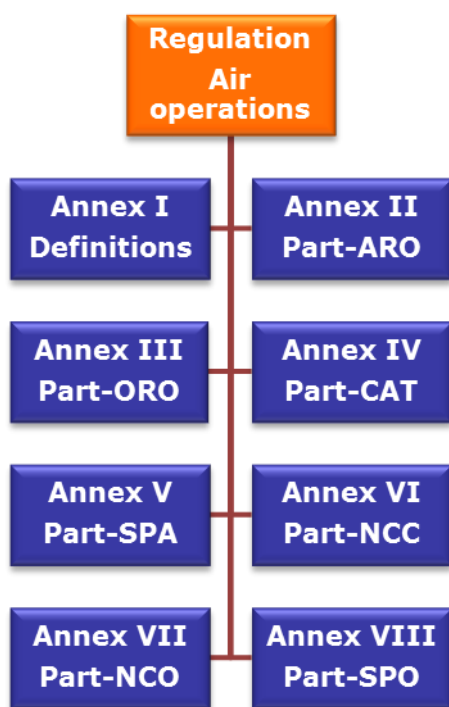 Regulation
Air
operations
Annex I
Definitions
Annex II
Part-ARO
Annex III
Part-ORO
Annex IV
Part-CAT
Annex V
Part-SPA
Annex VI
Part-NCC
Annex VII
Part-NCO
Annex VIII
Part-SPO